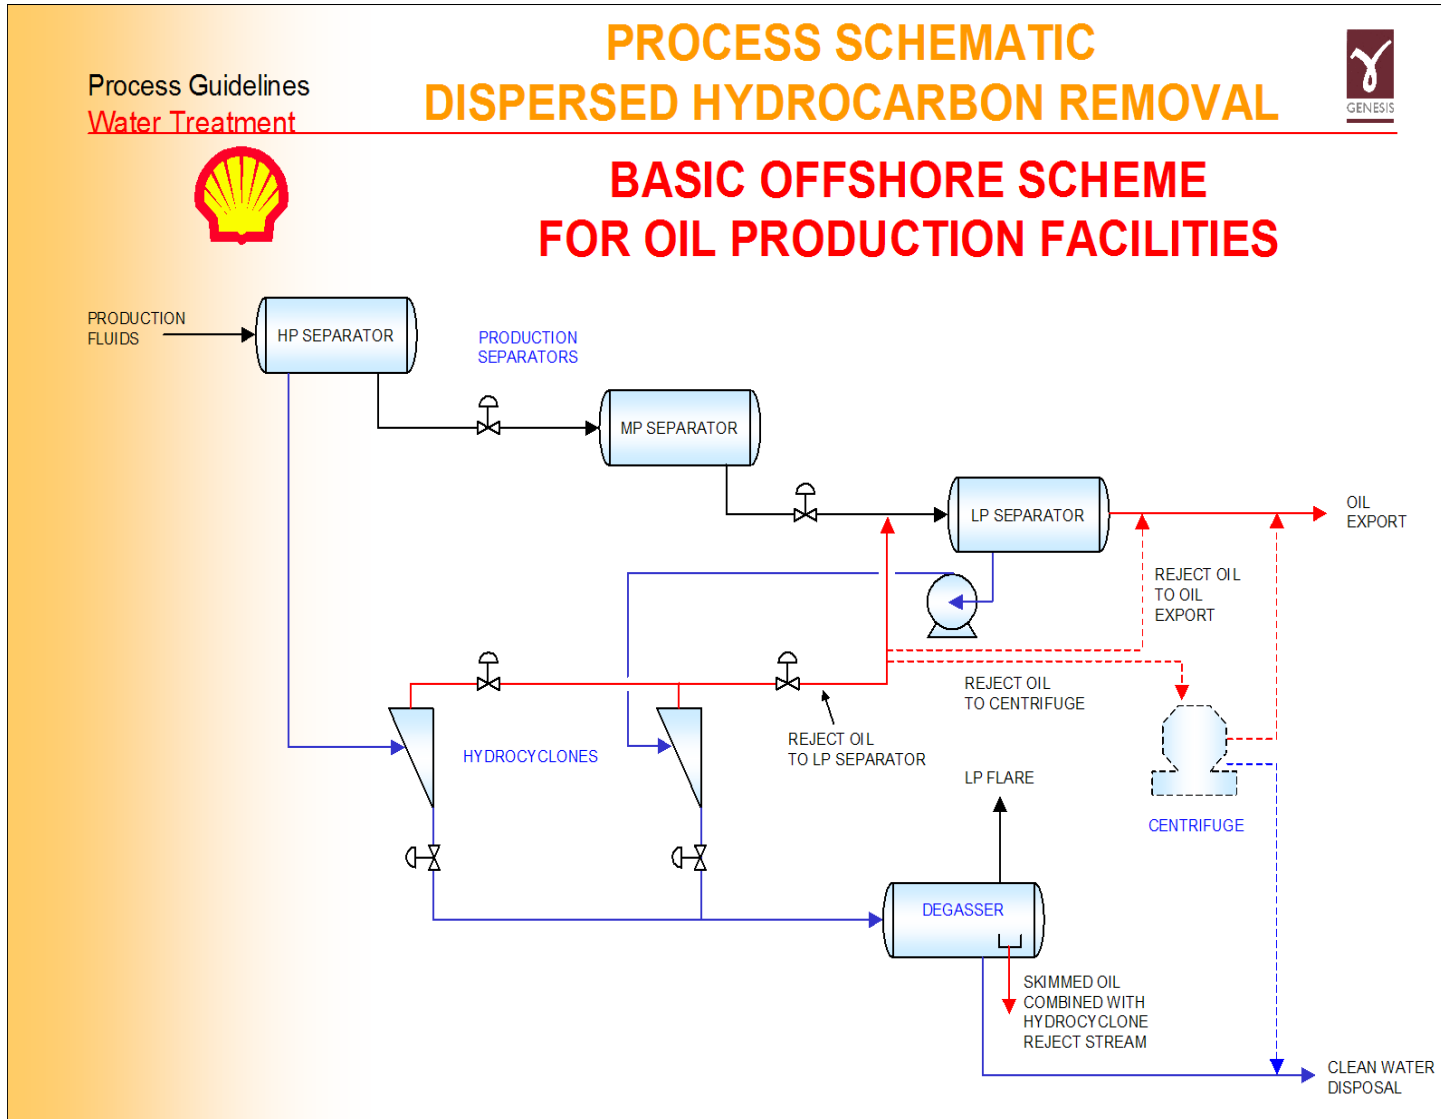 Process Guidelines
Water Treatment
PROCESS SCHEMATIC
DISPERSED HYDROCARBON REMOVAL
GENESIS
BASIC OFFSHORE SCHEME
FOR OIL PRODUCTION FACILITIES
PRODUCTION
FLUIDS
HP SEPARATOR
PRODUCTION
SEPARATORS
MP SEPARATOR
LP SEPARATOR
OIL
EXPORT
REJECT OIL
TO OIL
EXPORT
REJECT OIL
TO CENTRIFUGE
REJECT OIL
TO LP SEPARATOR
HYDROCYCLONES
LP FLARE
CENTRIFUGE
DEGASSER
SKIMMED OIL
COMBINED WITH
HYDROCYCLONE
REJECT STREAM
CLEAN WATER
DISPOSAL